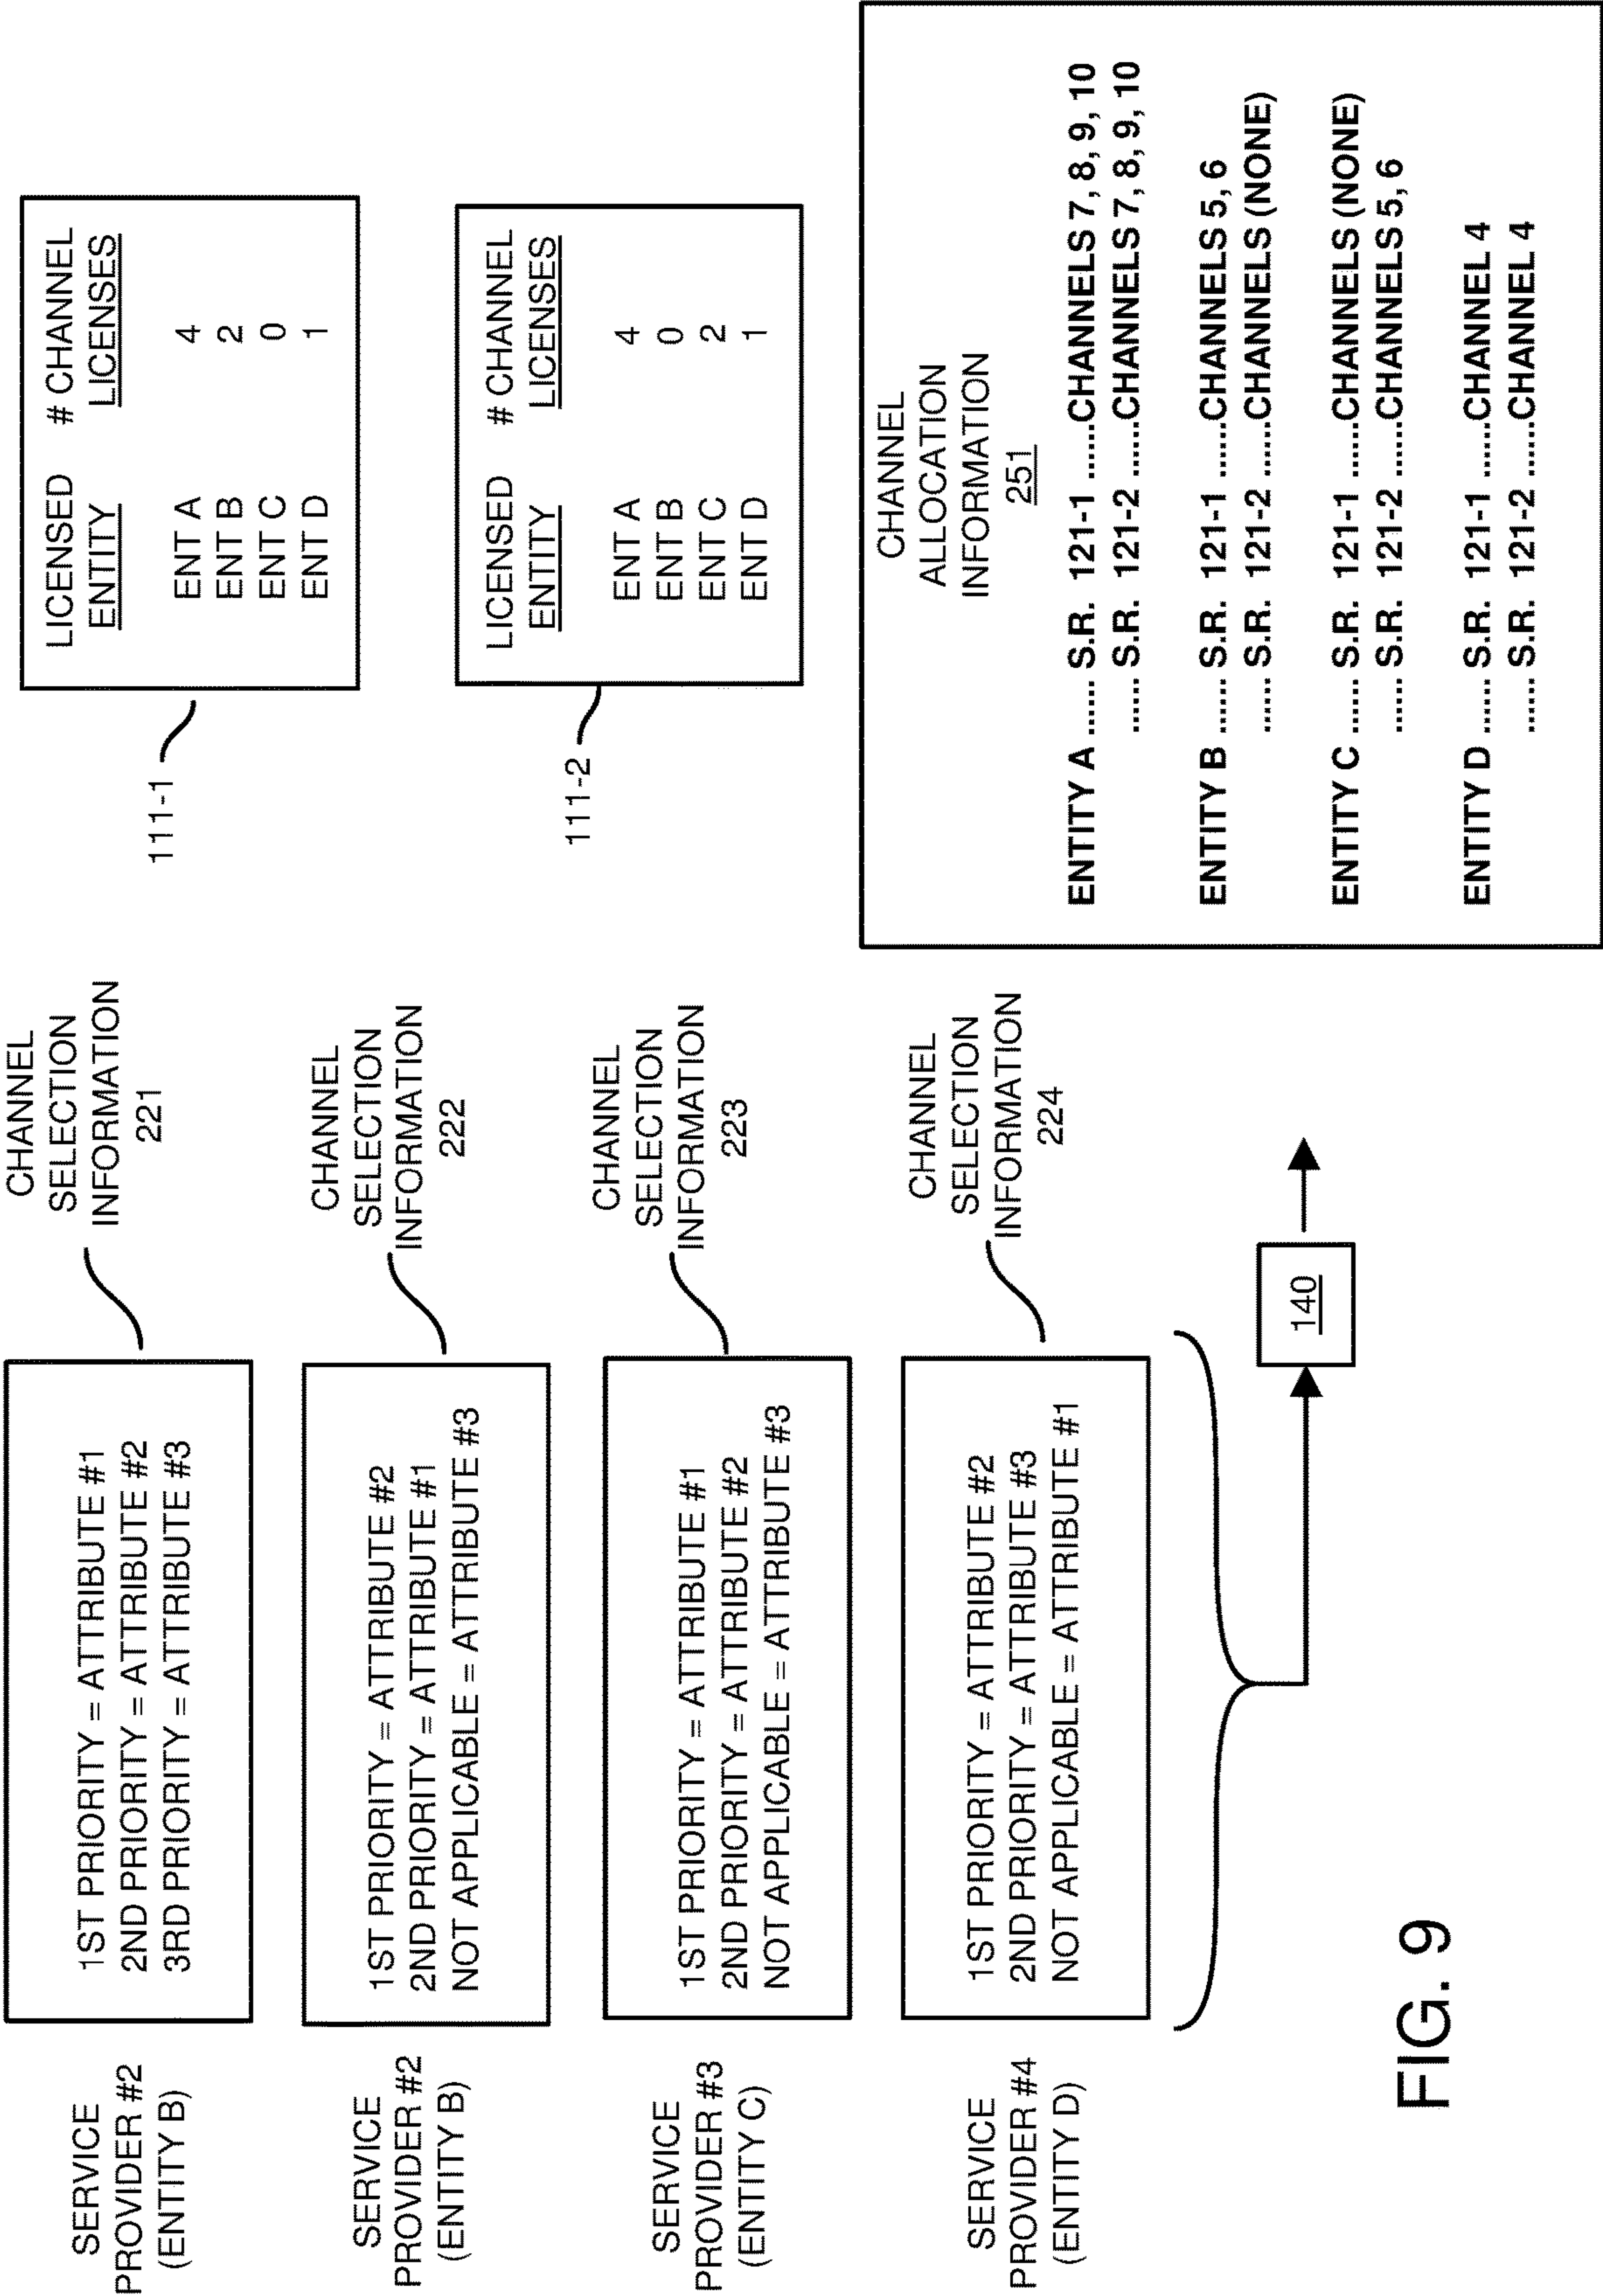 SERVICE
PROVIDER #2
(ENTITY B)
1ST PRIORITY = ATTRIBUTE #1
2ND PRIORITY = ATTRIBUTE #2
3RD PRIORITY = ATTRIBUTE #3
CHANNEL
SELECTION
INFORMATION
221
SERVICE
PROVIDER #2
(ENTITY B)
1ST PRIORITY = ATTRIBUTE #2
2ND PRIORITY = ATTRIBUTE #1
NOT APPLICABLE = ATTRIBUTE #3
CHANNEL
SELECTION
INFORMATION
222
SERVICE
PROVIDER #3
(ENTITY C)
1ST PRIORITY = ATTRIBUTE #1
2ND PRIORITY = ATTRIBUTE #2
NOT APPLICABLE = ATTRIBUTE #3
CHANNEL
SELECTION
INFORMATION
223
SERVICE
PROVIDER #4
(ENTITY D)
1ST PRIORITY = ATTRIBUTE #2
2ND PRIORITY = ATTRIBUTE #3
NOT APPLICABLE = ATTRIBUTE #1
CHANNEL
SELECTION
INFORMATION
224
140
111-1
LICENSED # CHANNEL
ENTITY LICENSES
ENT A 4
ENT B 2
ENT C 0
ENT D 1
111-2
LICENSED # CHANNEL
ENTITY LICENSES
ENT A 4
ENT B 0
ENT C 2
ENT D 1
CHANNEL
ALLOCATION
INFORMATION
251
ENTITY A ...... S.R. 121-1 ......CHANNELS 7, 8, 9, 10
...... S.R. 121-2 ......CHANNELS 7, 8, 9, 10
ENTITY B ...... S.R. 121-1 ......CHANNELS 5, 6
...... S.R. 121-2 ......CHANNELS (NONE)
ENTITY C ...... S.R. 121-1 ......CHANNELS (NONE)
...... S.R. 121-2 ......CHANNELS 5, 6
ENTITY D ...... S.R. 121-1 ......CHANNEL 4
...... S.R. 121-2 ......CHANNEL 4
FIG. 9